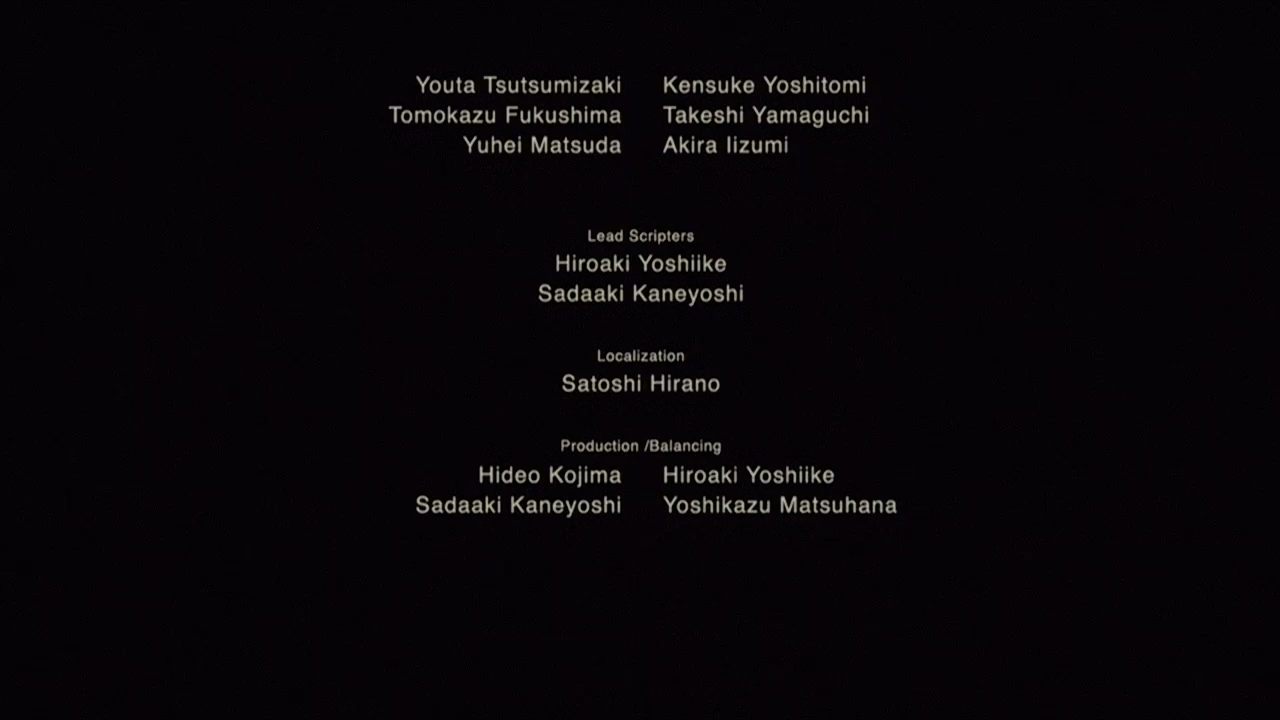 Youta Tsutsumizaki Kensuke Yoshitomi
Tomokazu Fukushima Takeshi Yamaguchi
Yuhei Matsuda Akira Iizumi
Lead Scripters
Hiroaki Yoshiike
Sadaaki Kaneyoshi
Localization
Satoshi Hirano
Production /Balancing
Hideo Kojima Hiroaki Yoshiike
Sadaaki Kaneyoshi Yoshikazu Matsuhana